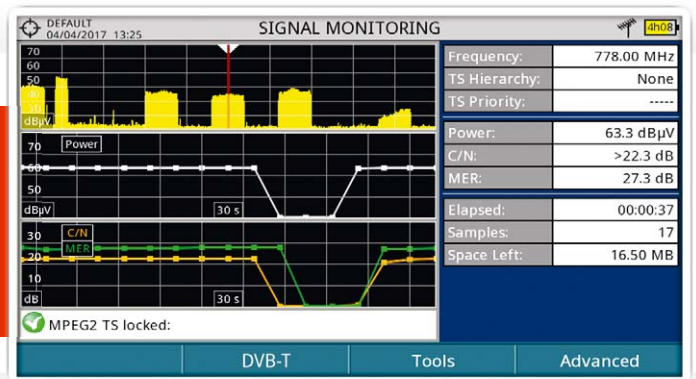 DEFAULT
04/04/2017 13:25
SIGNAL MONITORING
4h08
70
60
50
dBµV
70
Power
60
50
dBµV
30 s
30
C/N
MER
20
10
dB
30 s
MPEG2 TS locked:
Frequency: 778.00 MHz
TS Hierarchy: None
TS Priority: -----
Power: 63.3 dBµV
C/N: >22.3 dB
MER: 27.3 dB
Elapsed: 00:00:37
Samples: 17
Space Left: 16.50 MB
DVB-T
Tools
Advanced